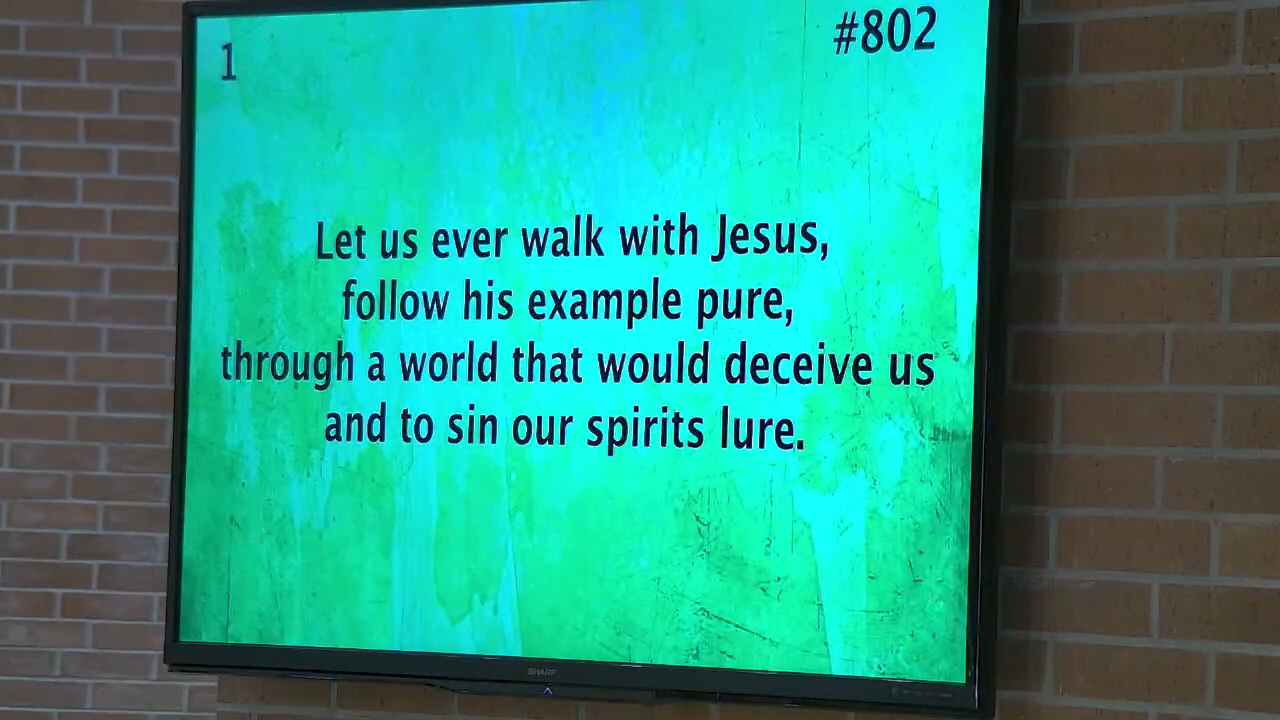 1
#802
Let us ever walk with Jesus,
follow his example pure,
through a world that would deceive us
and to sin our spirits lure.
SHARP